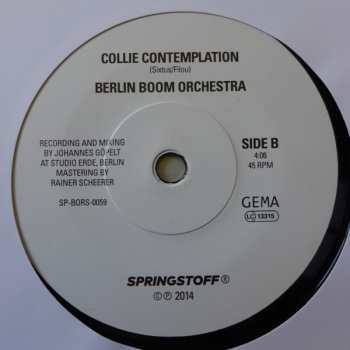 COLLIE CONTEMPLATION
(Sixtus/Filou)
BERLIN BOOM ORCHESTRA
RECORDING AND MIXING
BY JOHANNES GÖPELT
AT STUDIO ERDE, BERLIN
MASTERING BY
RAINER SCHEERER
SP-BORS-0059
SIDE B
4:06
45 RPM
GEMA
LC 13315
SPRINGSTOFF®
©℗ 2014